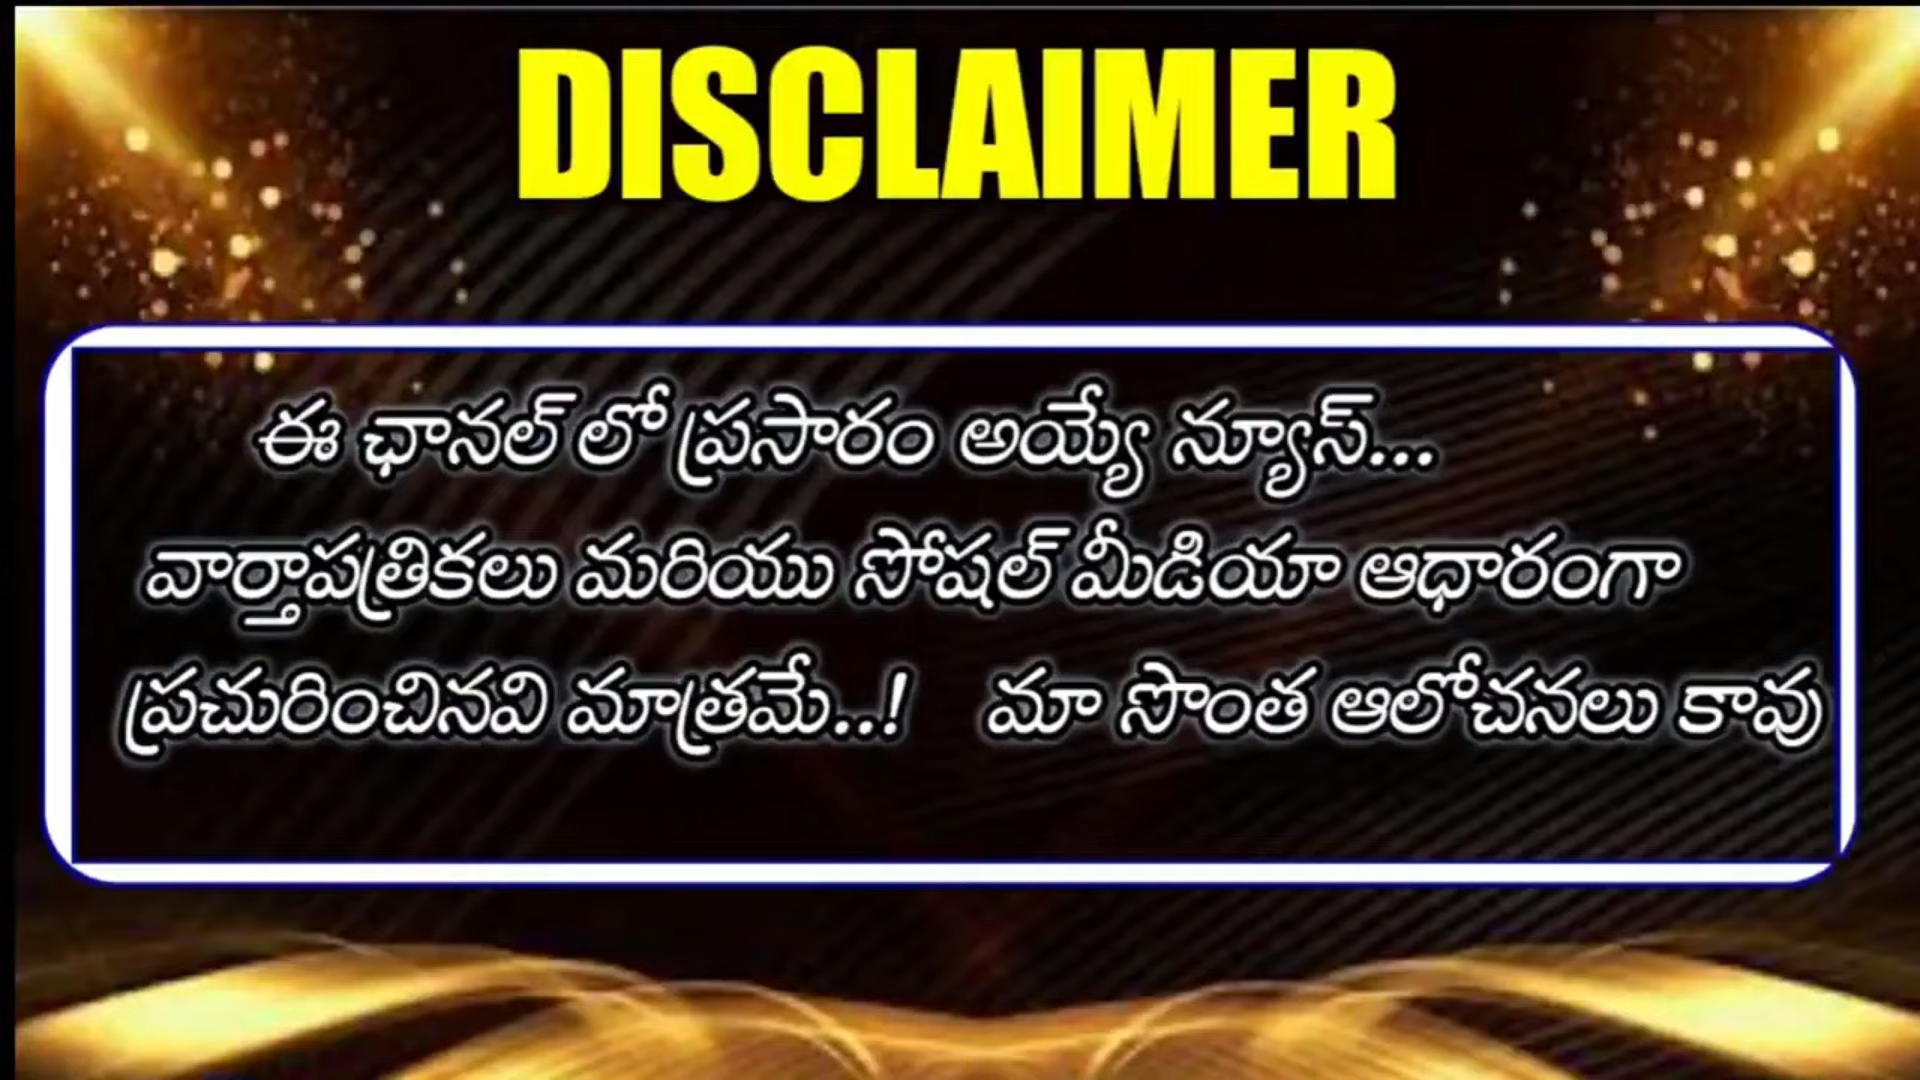 DISCLAIMER
ఈ ఛానల్ లో ప్రసారం అయ్యే న్యూస్...
వార్తాపత్రికలు మరియు సోషల్ మీడియా ఆధారంగా
ప్రచురించినవి మాత్రమే..! మా సొంత ఆలోచనలు కావు